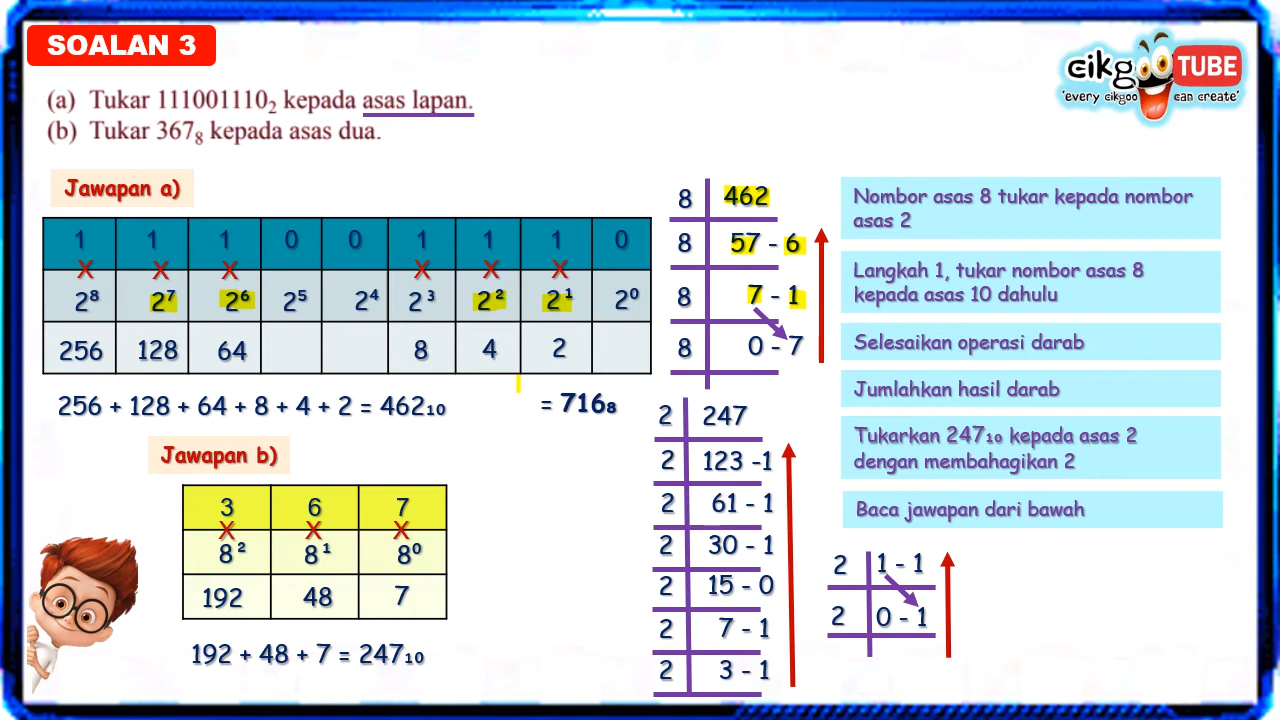 SOALAN 3
cikgooTUBE
'every cikgoo can create'
(a) Tukar 111001110₂ kepada asas lapan.
(b) Tukar 367₈ kepada asas dua.
Jawapan a)
1 1 1 0 0 1 1 1 0
X X X X X X
2⁸ 2⁷ 2⁶ 2⁵ 2⁴ 2³ 2² 2¹ 2⁰
256 128 64 8 4 2
256 + 128 + 64 + 8 + 4 + 2 = 462₁₀
8 462
8 57 - 6
8 7 - 1
8 0 - 7
= 716₈
Jawapan b)
3 6 7
X X X
8² 8¹ 8⁰
192 48 7
192 + 48 + 7 = 247₁₀
2 247
2 123 -1
2 61 - 1
2 30 - 1
2 15 - 0
2 7 - 1
2 3 - 1
2 1 - 1
2 0 - 1
Nombor asas 8 tukar kepada nombor
asas 2
Langkah 1, tukar nombor asas 8
kepada asas 10 dahulu
Selesaikan operasi darab
Jumlahkan hasil darab
Tukarkan 247₁₀ kepada asas 2
dengan membahagikan 2
Baca jawapan dari bawah